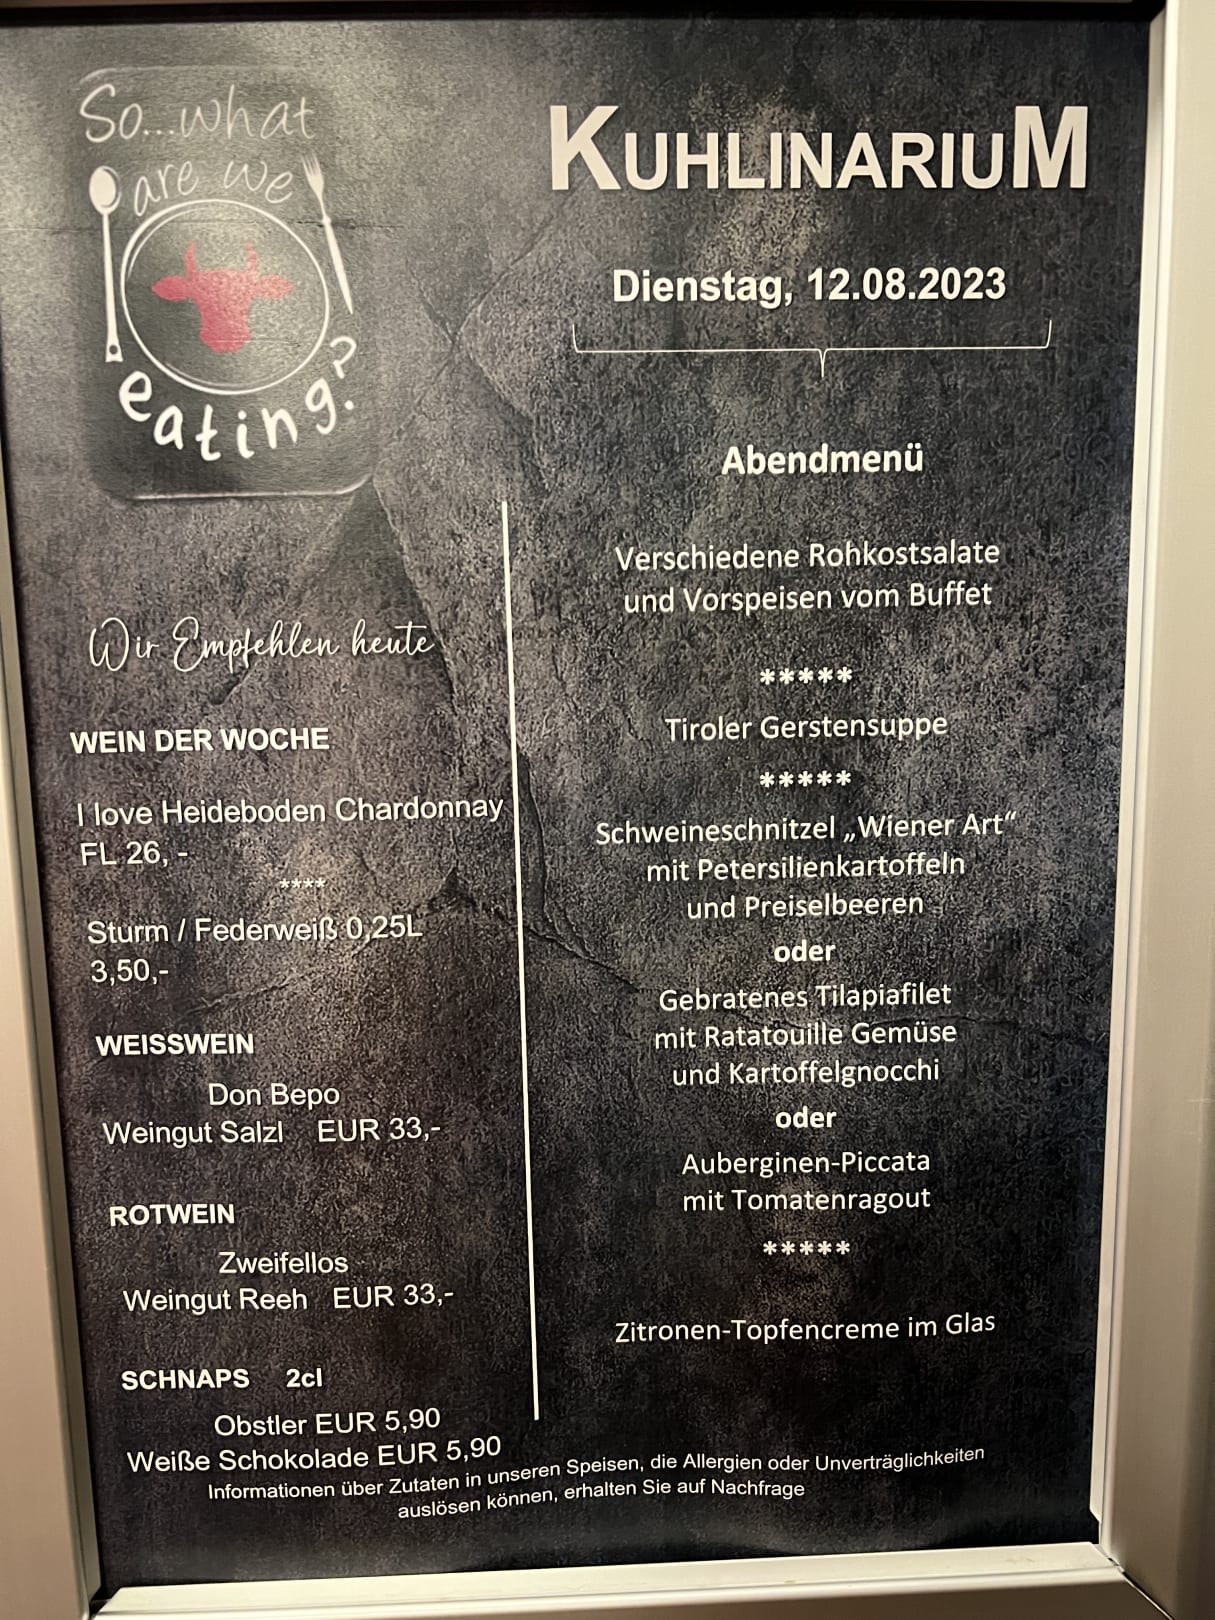 So...what
are we
eating?
KUHLINARIUM
Dienstag, 12.08.2023
Wir Empfehlen heute
WEIN DER WOCHE
I love Heideboden Chardonnay
FL 26, -
****
Sturm / Federweiß 0,25L
3,50,-
WEISSWEIN
Don Bepo
Weingut Salzl EUR 33,-
ROTWEIN
Zweifellos
Weingut Reeh EUR 33,-
SCHNAPS 2cl
Obstler EUR 5,90
Weiße Schokolade EUR 5,90
Abendmenü
Verschiedene Rohkostsalate
und Vorspeisen vom Buffet
*****
Tiroler Gerstensuppe
*****
Schweineschnitzel „Wiener Art“
mit Petersilienkartoffeln
und Preiselbeeren
oder
Gebratenes Tilapiafilet
mit Ratatouille Gemüse
und Kartoffelgnocchi
oder
Auberginen-Piccata
mit Tomatenragout
*****
Zitronen-Topfencreme im Glas
Informationen über Zutaten in unseren Speisen, die Allergien oder Unverträglichkeiten
auslösen können, erhalten Sie auf Nachfrage